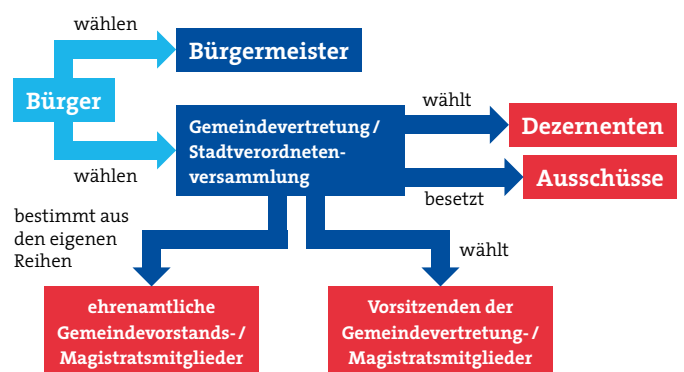 wählen
Bürgermeister
Bürger
wählen
Gemeindevertretung /
Stadtverordneten-
versammlung
wählt
Dezernenten
besetzt
Ausschüsse
bestimmt aus
den eigenen
Reihen
wählt
ehrenamtliche
Gemeindevorstands- /
Magistratsmitglieder
Vorsitzenden der
Gemeindevertretung- /
Magistratsmitglieder